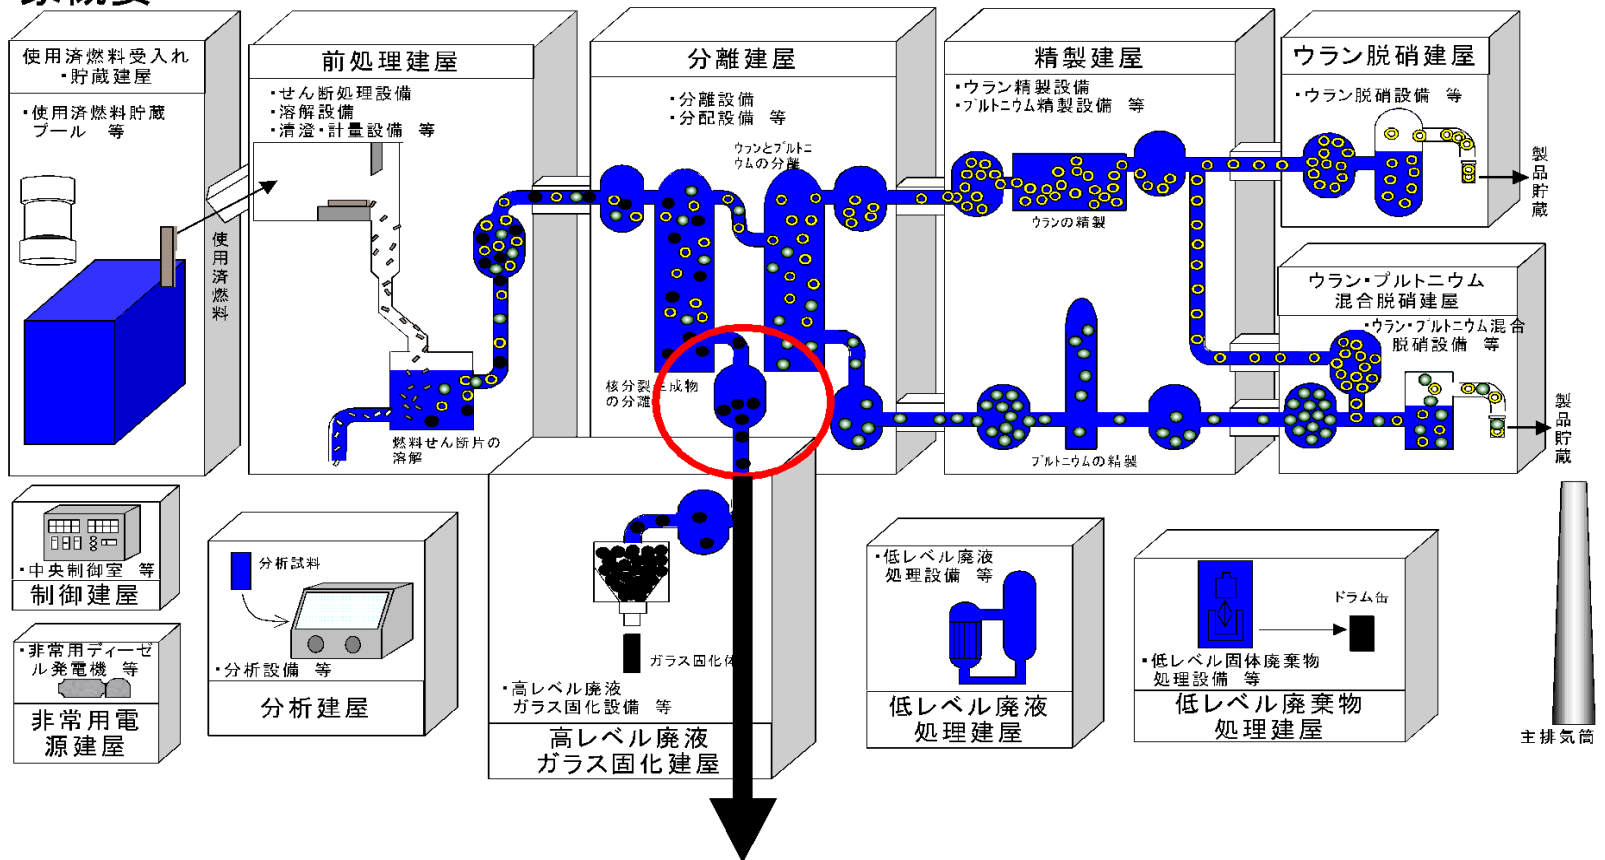 系概要
使用済燃料受入れ
・貯蔵建屋
・使用済燃料貯蔵
プール 等
使用済燃料
前処理建屋
・せん断処理設備
・溶解設備
・清澄・計量設備 等
燃料せん断片の
溶解
分離建屋
・分離設備
・分配設備 等
ウランとプルトニ
ウムの分離
核分裂生成物
の分離
精製建屋
・ウラン精製設備
・プルトニウム精製設備 等
ウランの精製
プルトニウムの精製
ウラン脱硝建屋
・ウラン脱硝設備 等
製品貯蔵
ウラン・プルトニウム
混合脱硝建屋
・ウラン・プルトニウム混合
脱硝設備 等
製品貯蔵
・中央制御室 等
制御建屋
・非常用ディーゼ
ル発電機 等
非常用電
源建屋
分析試料
・分析設備 等
分析建屋
ガラス固化体
・高レベル廃液
ガラス固化設備 等
高レベル廃液
ガラス固化建屋
・低レベル廃液
処理設備 等
低レベル廃液
処理建屋
ドラム缶
・低レベル固体廃棄物
処理設備 等
低レベル廃棄物
処理建屋
主排気筒